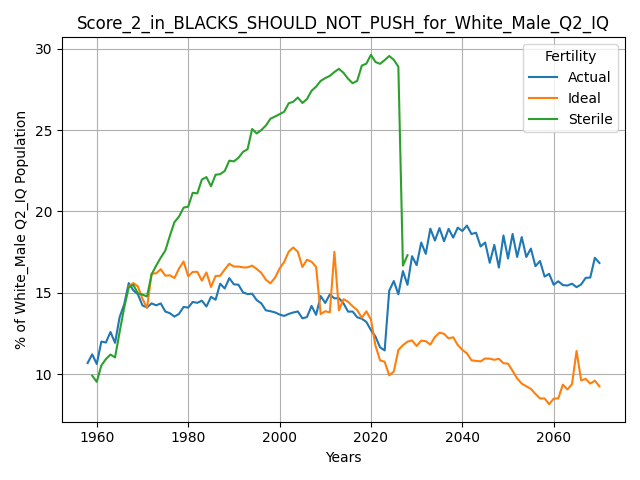 Score_2_in_BLACKS_SHOULD_NOT_PUSH_for_White_Male_Q2_IQ
% of White_Male Q2_IQ Population
30
25
20
15
10
Fertility
Actual
Ideal
Sterile
1960
1980
2000
2020
2040
2060
Years